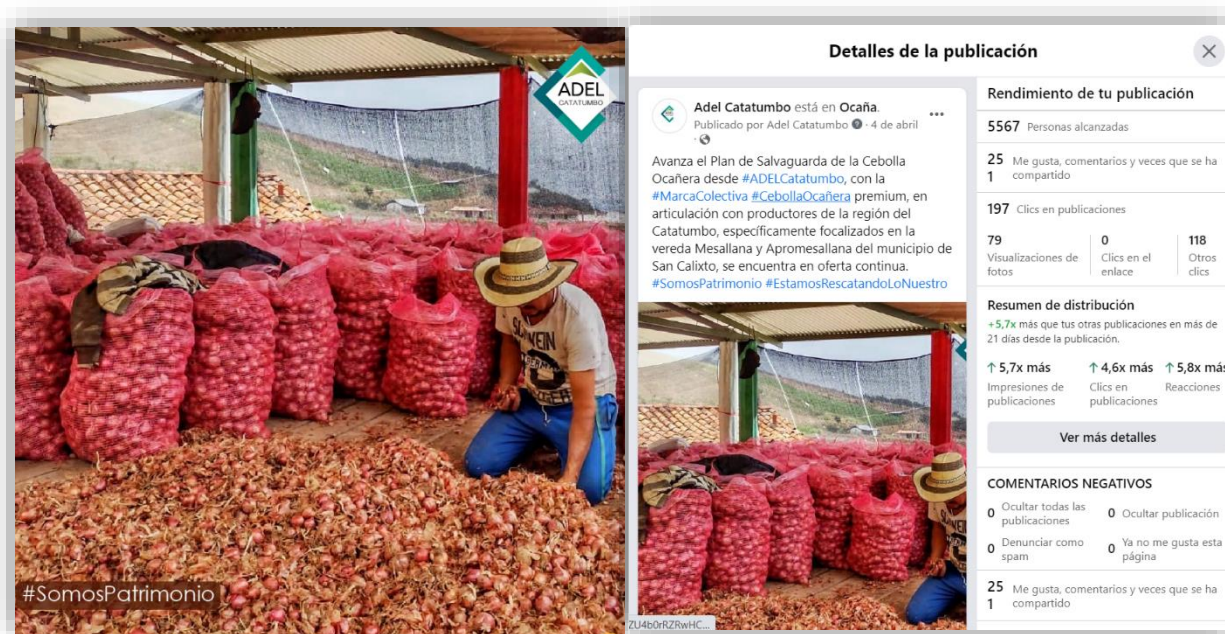 ADEL
CATATUMBO
#SomosPatrimonio
Detalles de la publicación
Adel Catatumbo está en Ocaña.
Publicado por Adel Catatumbo · 4 de abril
·
Avanza el Plan de Salvaguarda de la Cebolla
Ocañera desde #ADELCatatumbo, con la
#MarcaColectiva #CebollaOcañera premium, en
articulación con productores de la región del
Catatumbo, específicamente focalizados en la
vereda Mesallana y Apromesallana del municipio de
San Calixto, se encuentra en oferta continua.
#SomosPatrimonio #EstamosRescatandoLoNuestro
ZU4b0rRZRwHC...
Rendimiento de tu publicación
5567 Personas alcanzadas
25 Me gusta, comentarios y veces que se ha
1 compartido
197 Clics en publicaciones
79 0 118
Visualizaciones de Clics en el Otros
fotos enlace clics
Resumen de distribución
+5,7x más que tus otras publicaciones en más de
21 días desde la publicación.
↑ 5,7x más ↑ 4,6x más ↑ 5,8x más
Impresiones de Clics en Reacciones
publicaciones publicaciones
Ver más detalles
COMENTARIOS NEGATIVOS
0 Ocultar todas las publicaciones 0 Ocultar publicación
0 Denunciar como spam 0 Ya no me gusta esta página
25 Me gusta, comentarios y veces que se ha
1 compartido